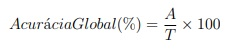 AcuráciaGlobal(%) = A/T × 100